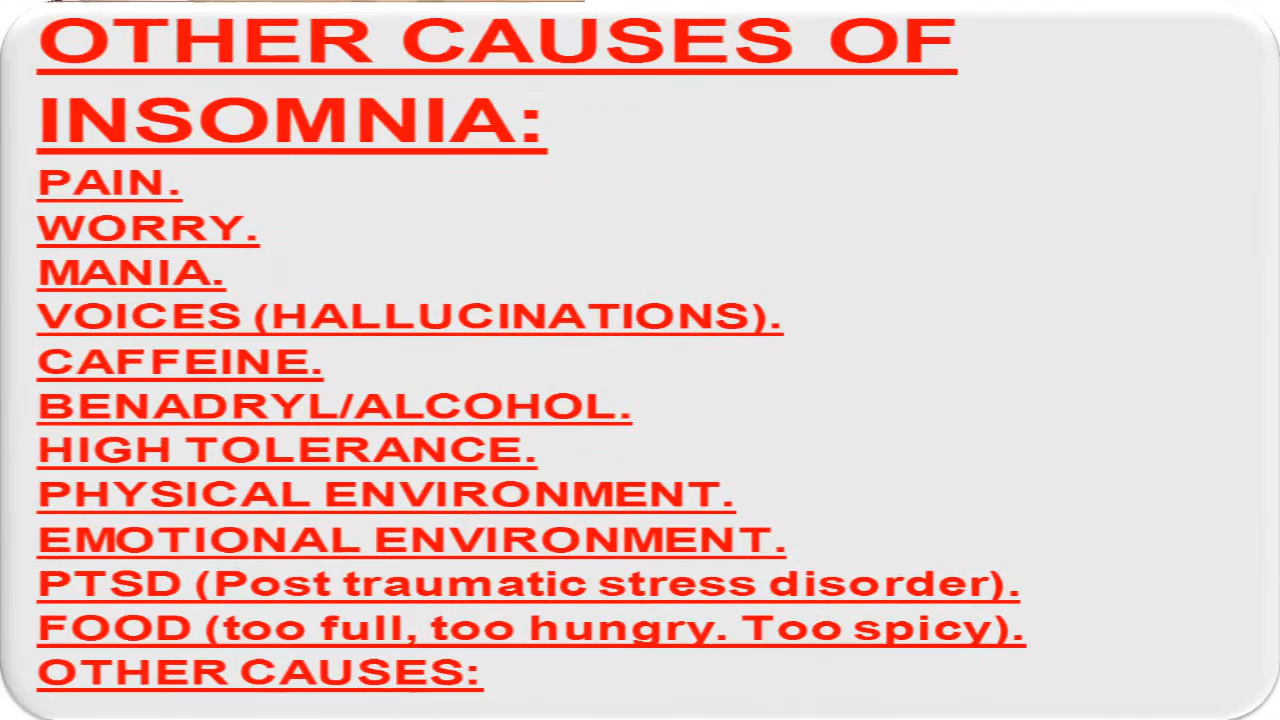 OTHER CAUSES OF
INSOMNIA:
PAIN.
WORRY.
MANIA.
VOICES (HALLUCINATIONS).
CAFFEINE.
BENADRYL/ALCOHOL.
HIGH TOLERANCE.
PHYSICAL ENVIRONMENT.
EMOTIONAL ENVIRONMENT.
PTSD (Post traumatic stress disorder).
FOOD (too full, too hungry. Too spicy).
OTHER CAUSES: